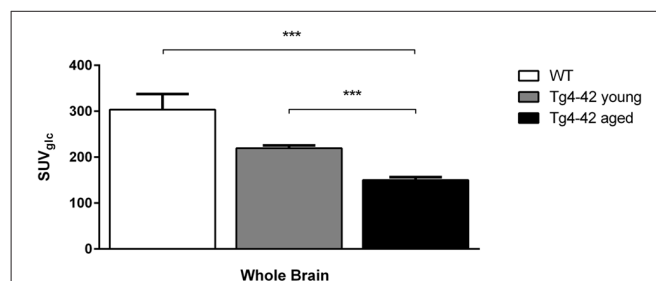 ***
***
400
300
200
100
0
SUVglc
Whole Brain
WT
Tg4-42 young
Tg4-42 aged